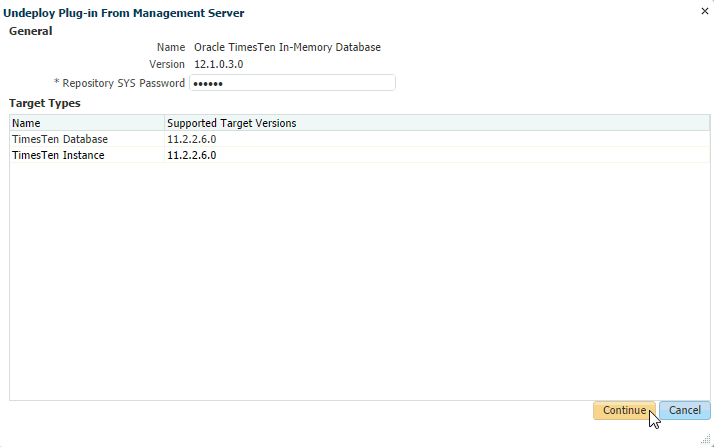 Undeploy Plug-in From Management Server
General
Name Oracle TimesTen In-Memory Database
Version 12.1.0.3.0
* Repository SYS Password ••••••
Target Types
Name Supported Target Versions
TimesTen Database 11.2.2.6.0
TimesTen Instance 11.2.2.6.0
Continue Cancel